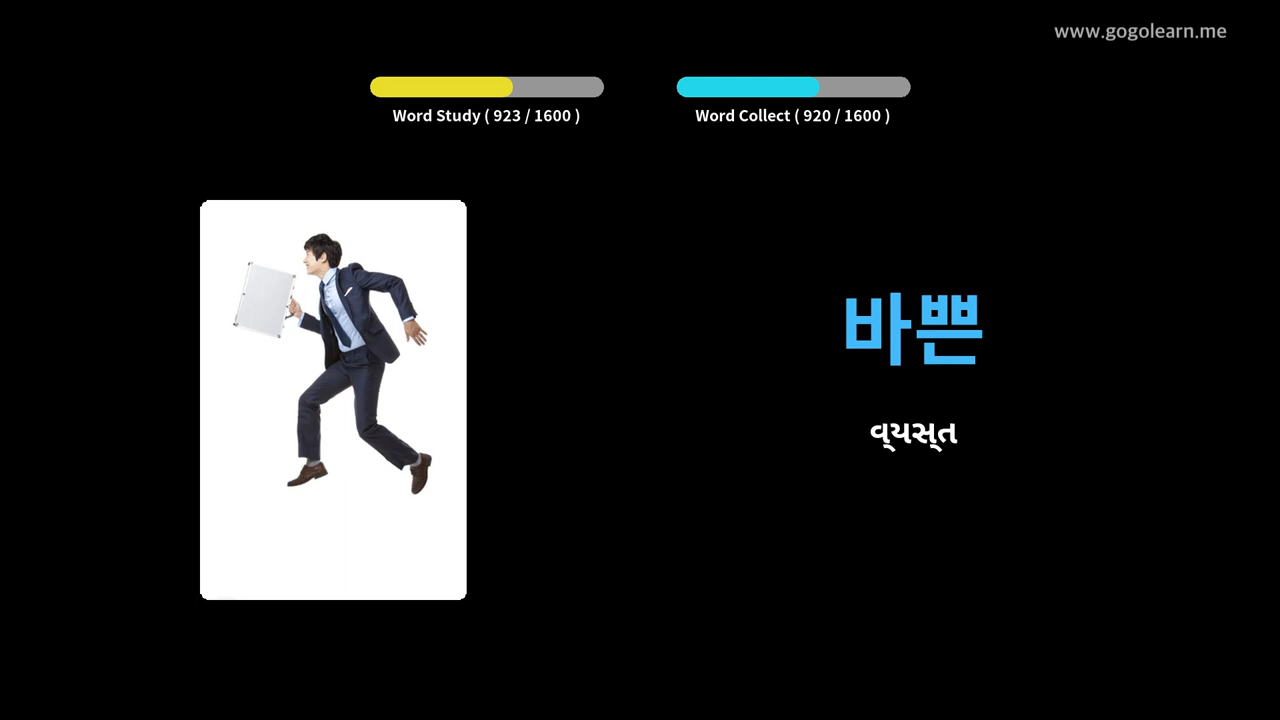 www.gogolearn.me
Word Study ( 923 / 1600 )
Word Collect ( 920 / 1600 )
바쁜
વ્યસ્ત